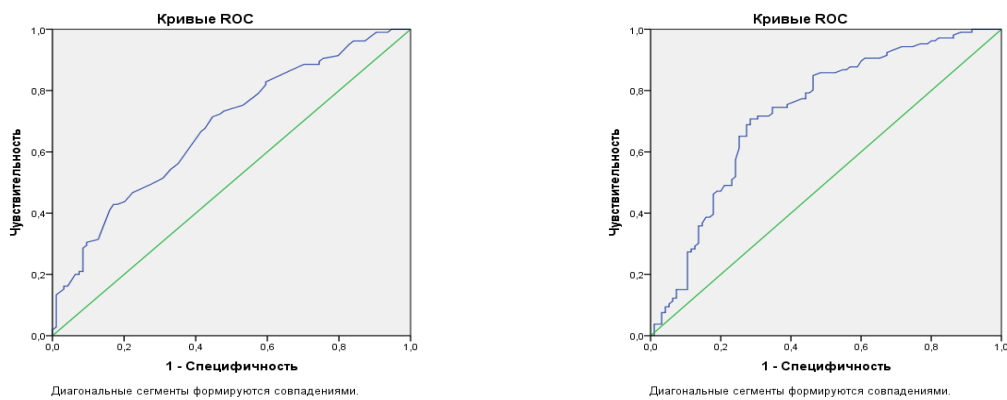 Кривые ROC
1,0
0,8
0,6
0,4
0,2
0,0
Чувствительность
0,0 0,2 0,4 0,6 0,8 1,0
1 - Специфичность
Диагональные сегменты формируются совпадениями.
Кривые ROC
1,0
0,8
0,6
0,4
0,2
0,0
Чувствительность
0,0 0,2 0,4 0,6 0,8 1,0
1 - Специфичность
Диагональные сегменты формируются совпадениями.